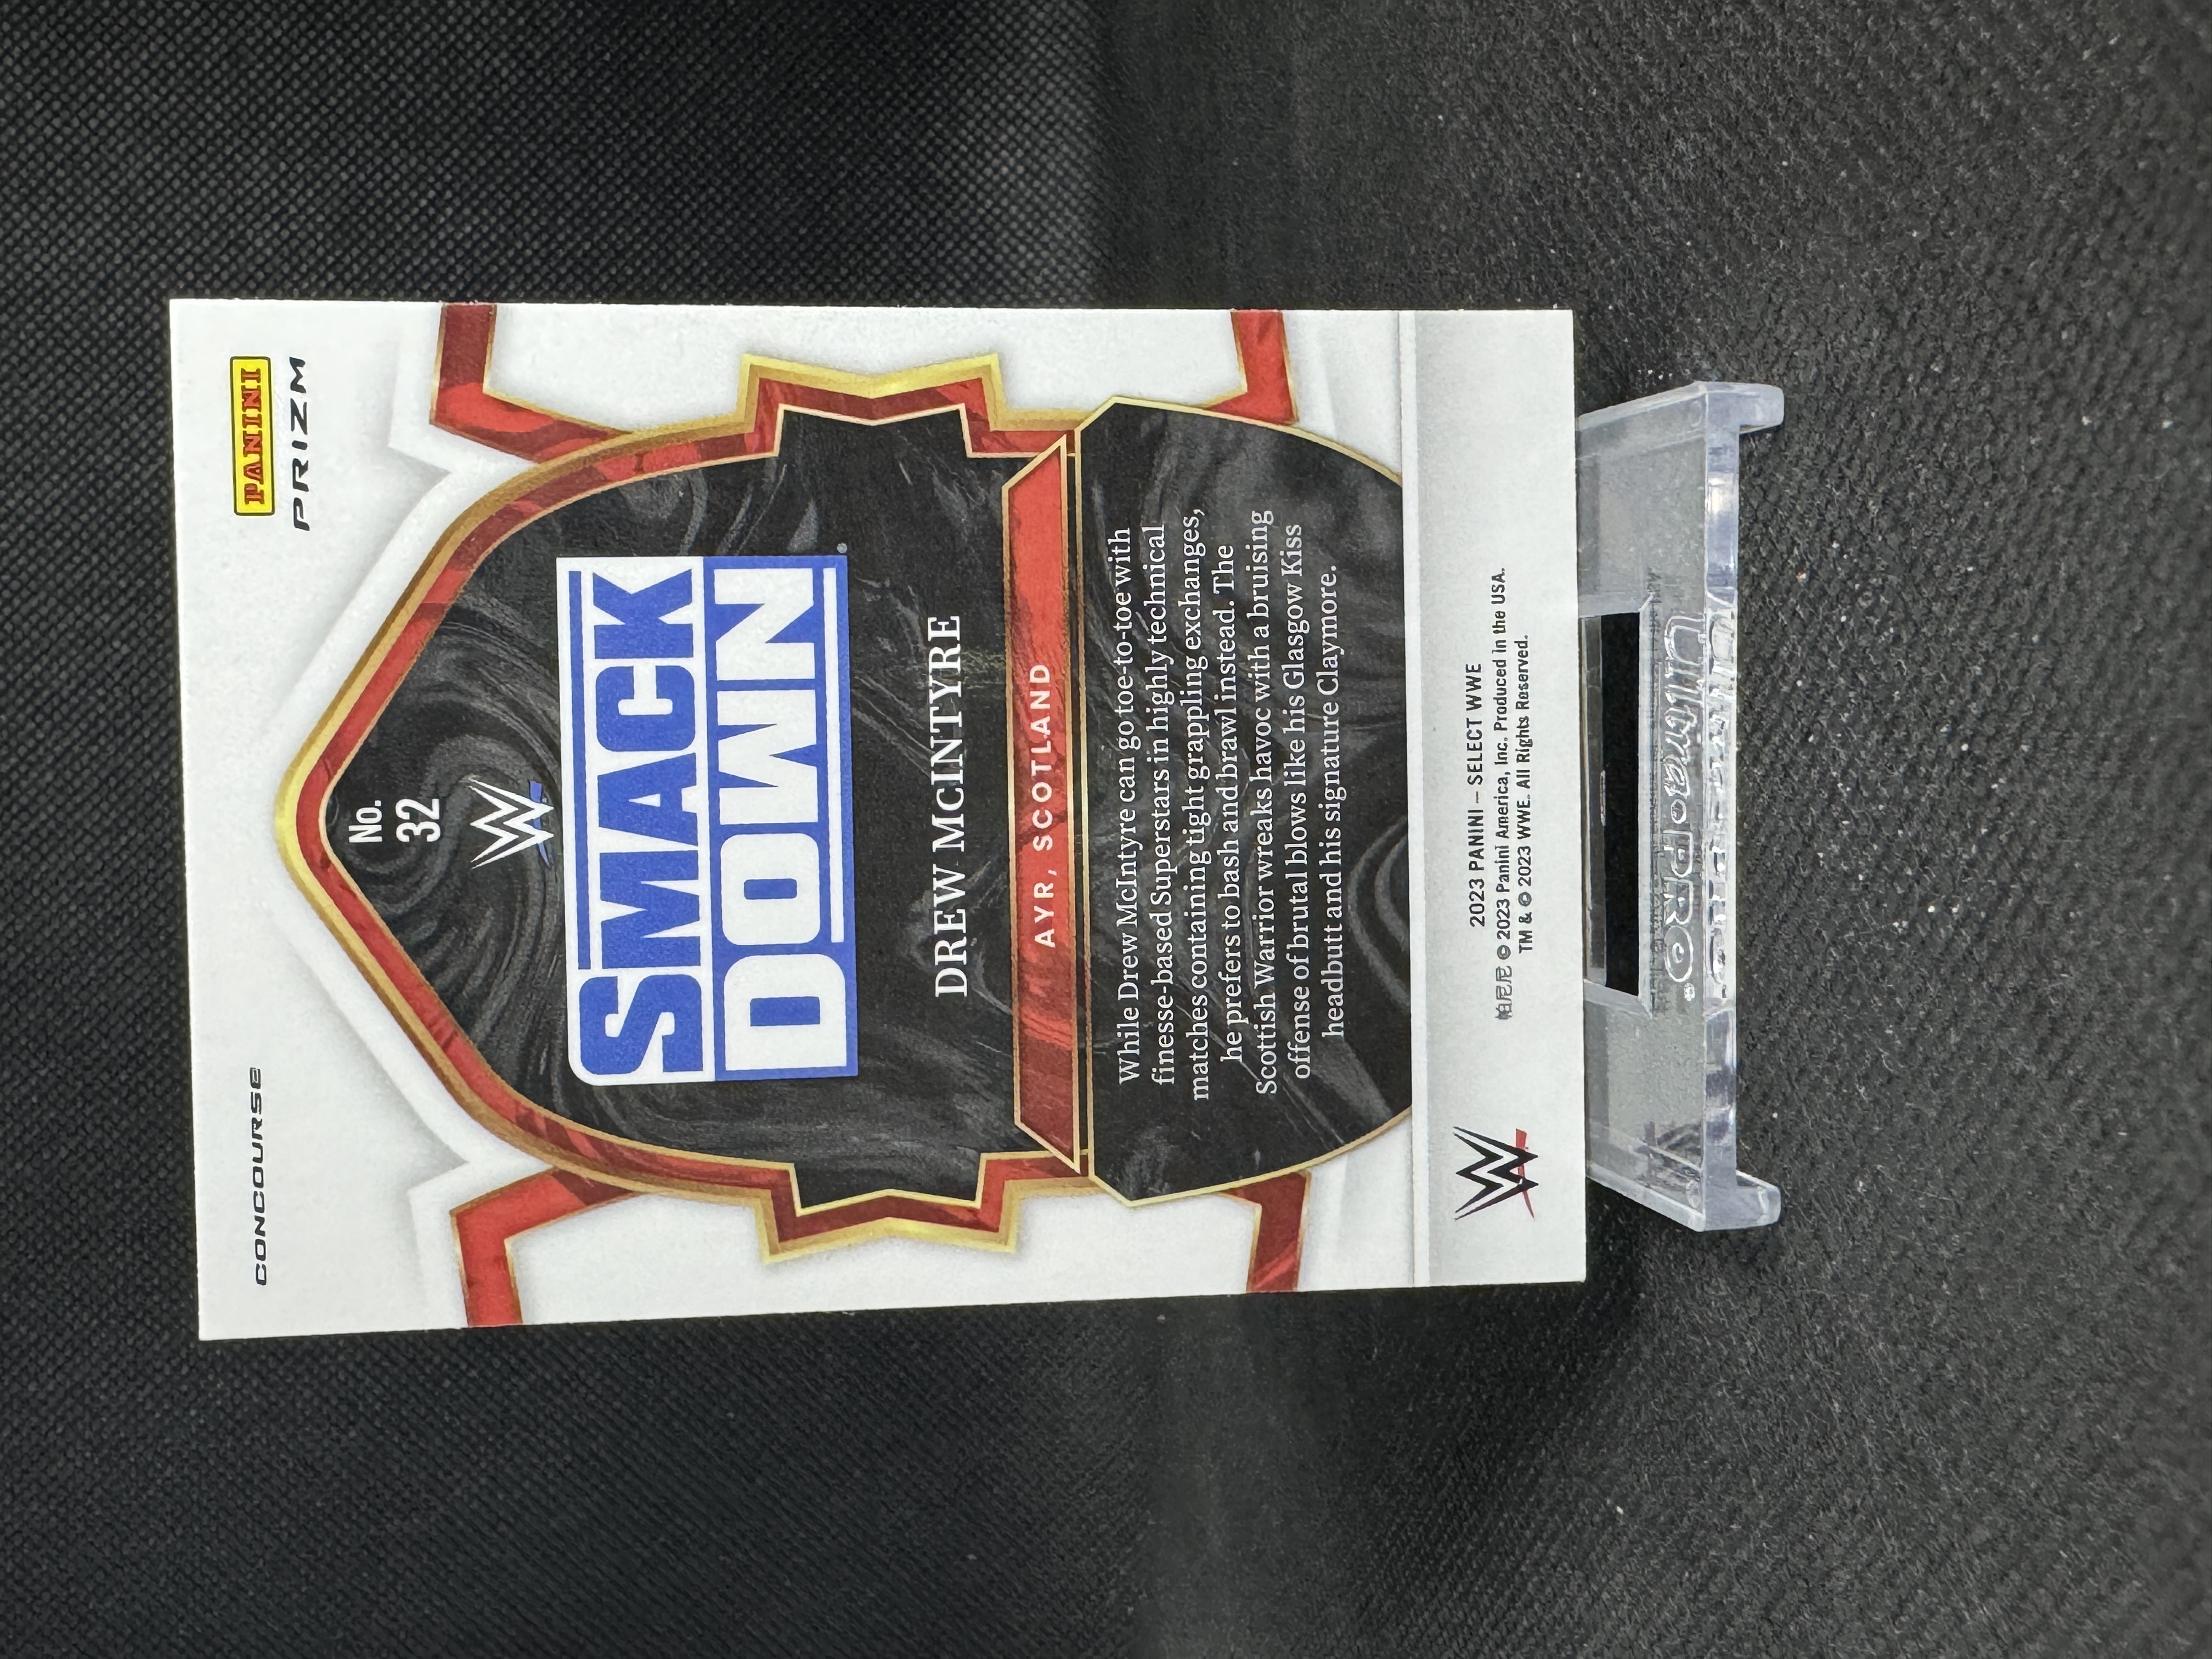 CONCOURSE
PANINI
PRIZM
No.
32
W
SMACK
DOWN
DREW MCINTYRE
AYR, SCOTLAND
While Drew McIntyre can go toe-to-toe with
finesse-based Superstars in highly technical
matches containing tight grappling exchanges,
he prefers to bash and brawl instead. The
Scottish Warrior wreaks havoc with a bruising
offense of brutal blows like his Glasgow Kiss
headbutt and his signature Claymore.
W
2023 PANINI – SELECT WWE
帕尼尼 © 2023 Panini America, Inc. Produced in the USA.
TM & © 2023 WWE. All Rights Reserved.
Ultra•PRO